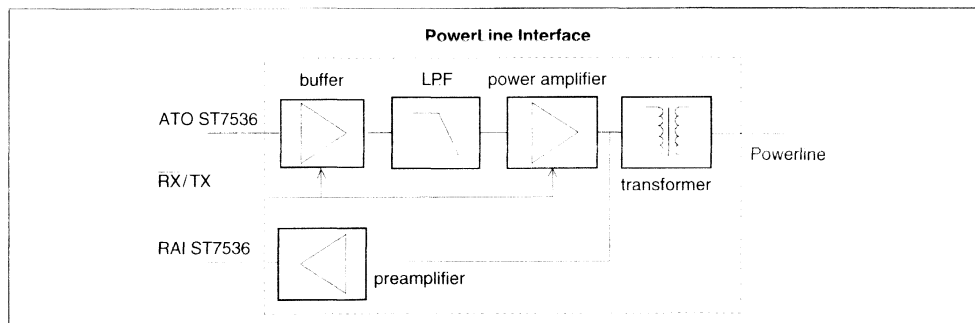 PowerLine Interface
buffer LPF power amplifier
ATO ST7536
Powerline
RX/TX
transformer
RAI ST7536
preamplifier